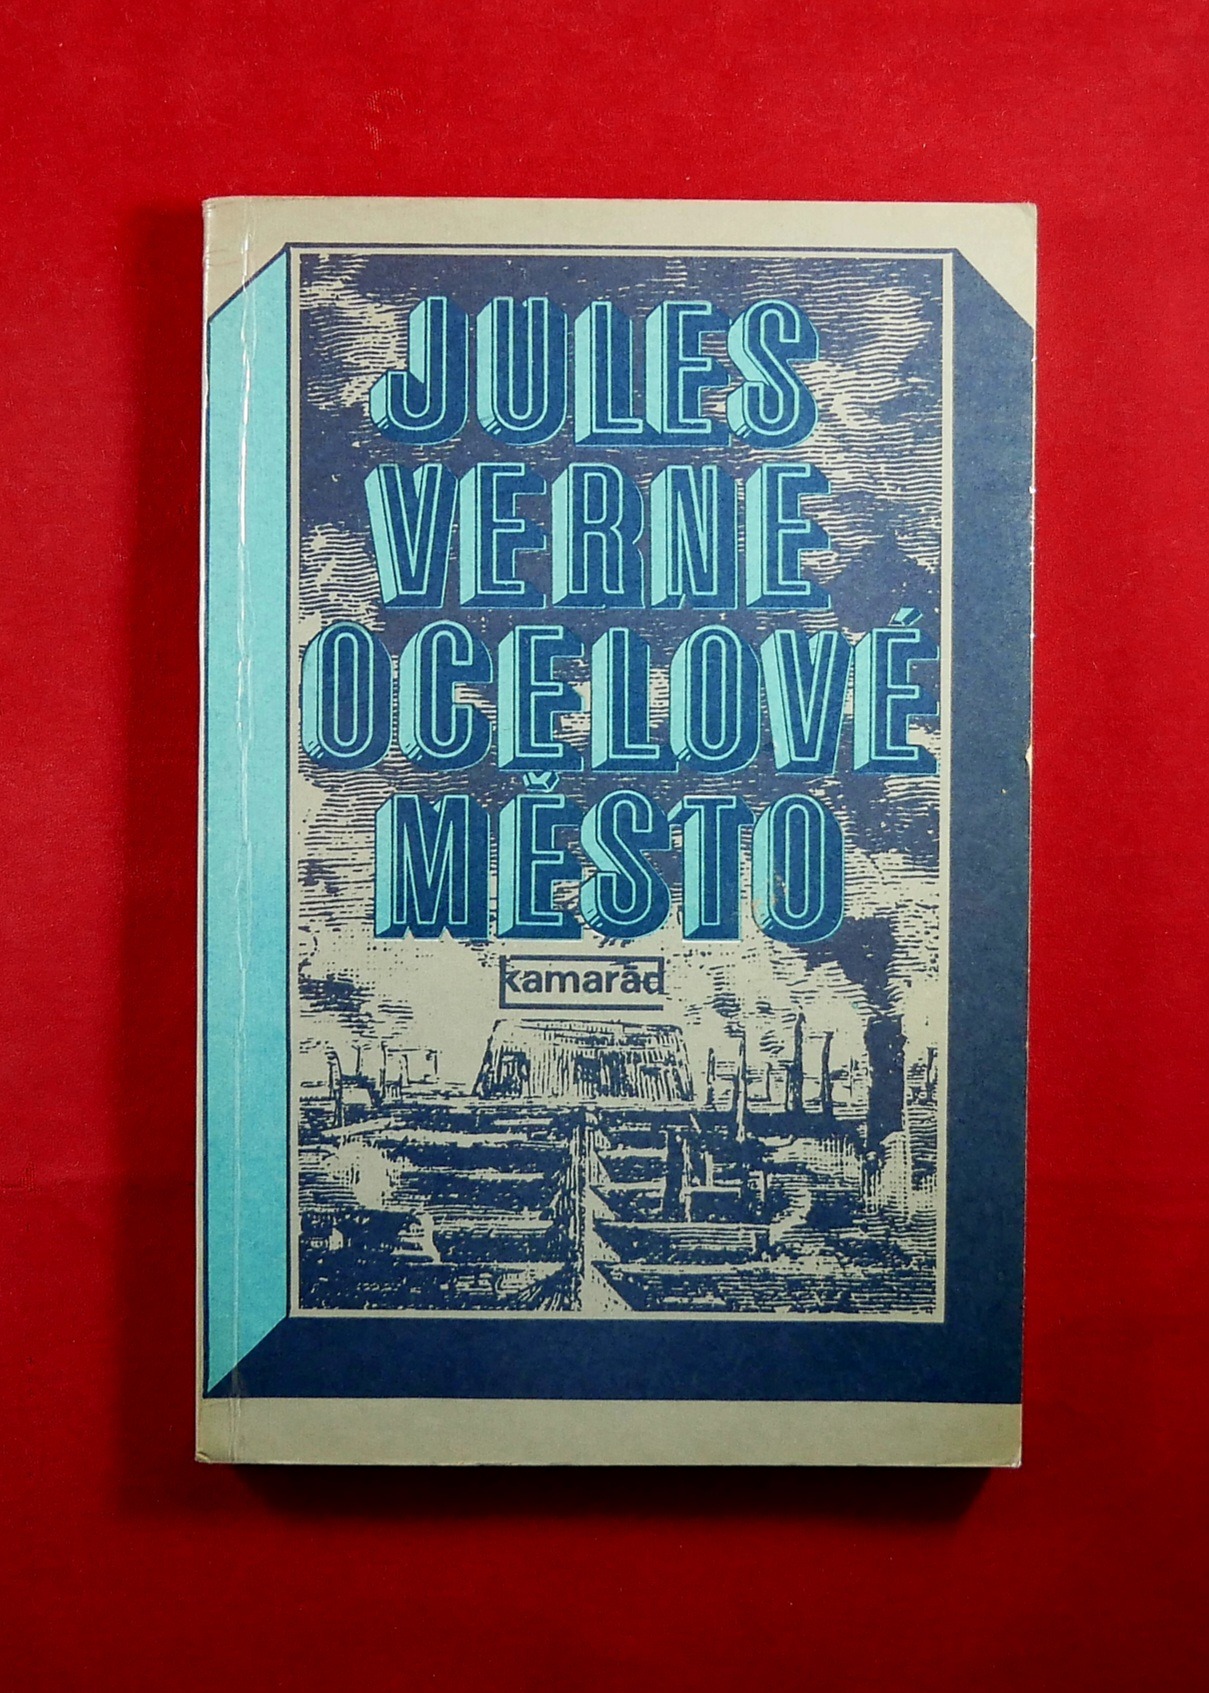 JULES
VERNE
OCELOVÉ
MĚSTO
kamarád